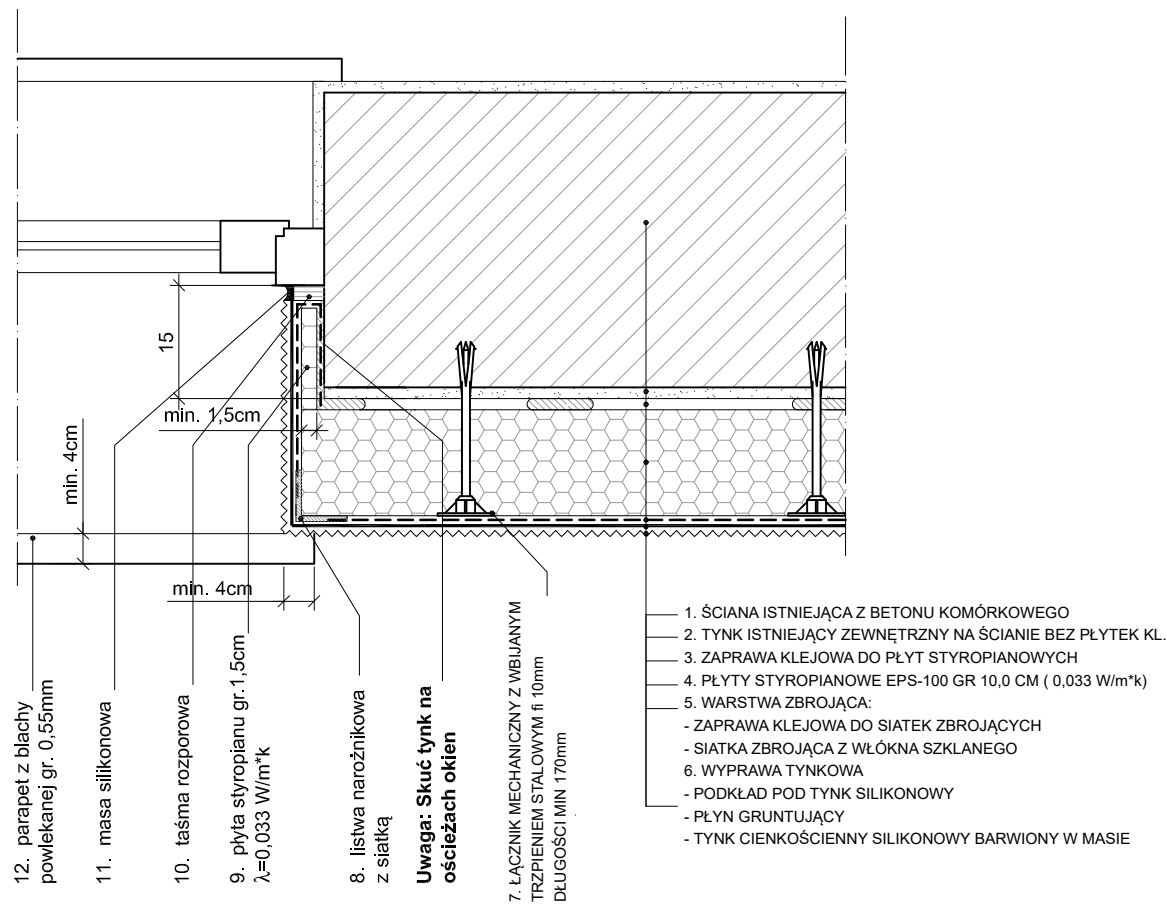 15
min. 1,5cm
min. 4cm
min. 4cm
12. parapet z blachy
powlekanej gr. 0,55mm
11. masa silikonowa
10. taśma rozporowa
9. płyta styropianu gr.1,5cm
λ=0,033 W/m*k
8. listwa narożnikowa
z siatką
Uwaga: Skuć tynk na
ościeżach okien
7. ŁĄCZNIK MECHANICZNY Z WBIJANYM
TRZPIENIEM STALOWYM fi 10mm
DŁUGOŚCI MIN 170mm
1. ŚCIANA ISTNIEJĄCA Z BETONU KOMÓRKOWEGO
2. TYNK ISTNIEJĄCY ZEWNĘTRZNY NA ŚCIANIE BEZ PŁYTEK KL.
3. ZAPRAWA KLEJOWA DO PŁYT STYROPIANOWYCH
4. PŁYTY STYROPIANOWE EPS-100 GR 10,0 CM ( 0,033 W/m*k)
5. WARSTWA ZBROJĄCA:
- ZAPRAWA KLEJOWA DO SIATEK ZBROJĄCYCH
- SIATKA ZBROJĄCA Z WŁÓKNA SZKLANEGO
6. WYPRAWA TYNKOWA
- PODKŁAD POD TYNK SILIKONOWY
- PŁYN GRUNTUJĄCY
- TYNK CIENKOŚCIENNY SILIKONOWY BARWIONY W MASIE